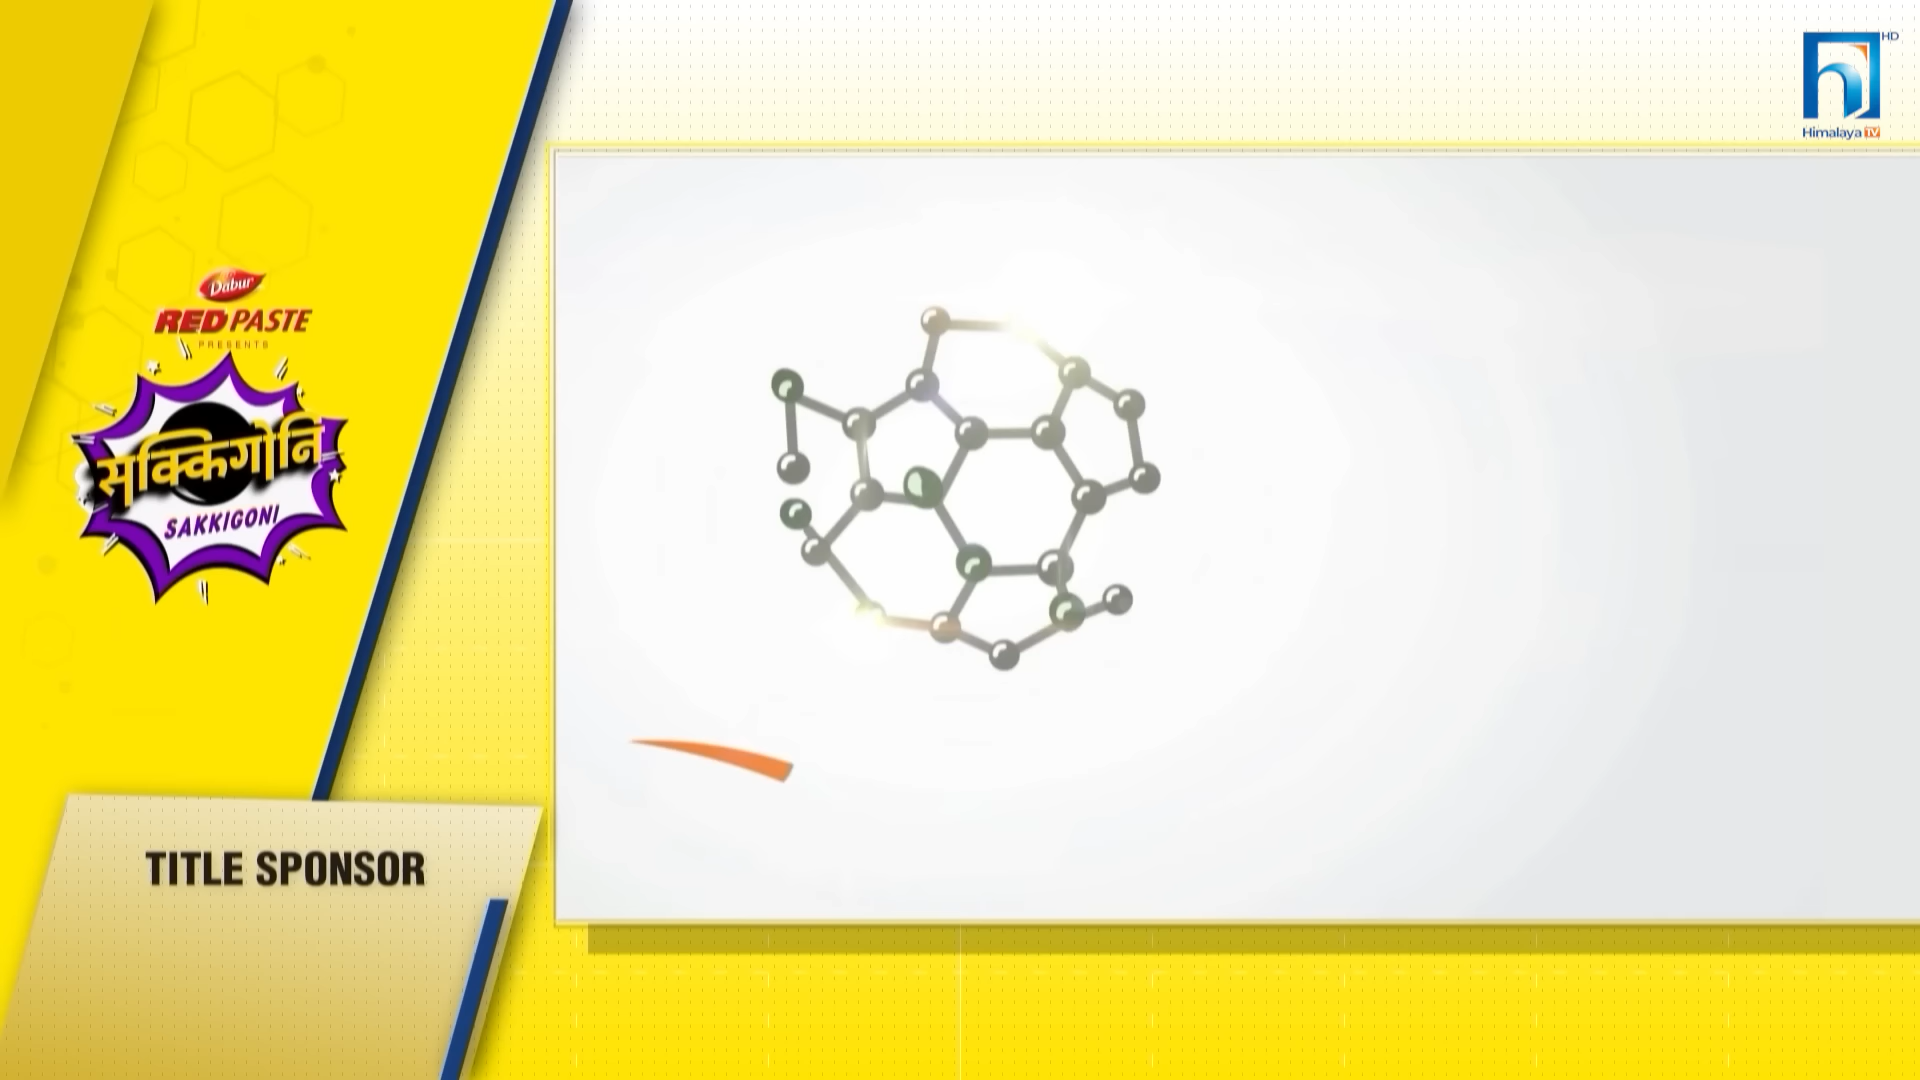 HD
Himalaya TV
Dabur
RED PASTE
PRESENTS
सक्किगोनि
SAKKIGONI
TITLE SPONSOR